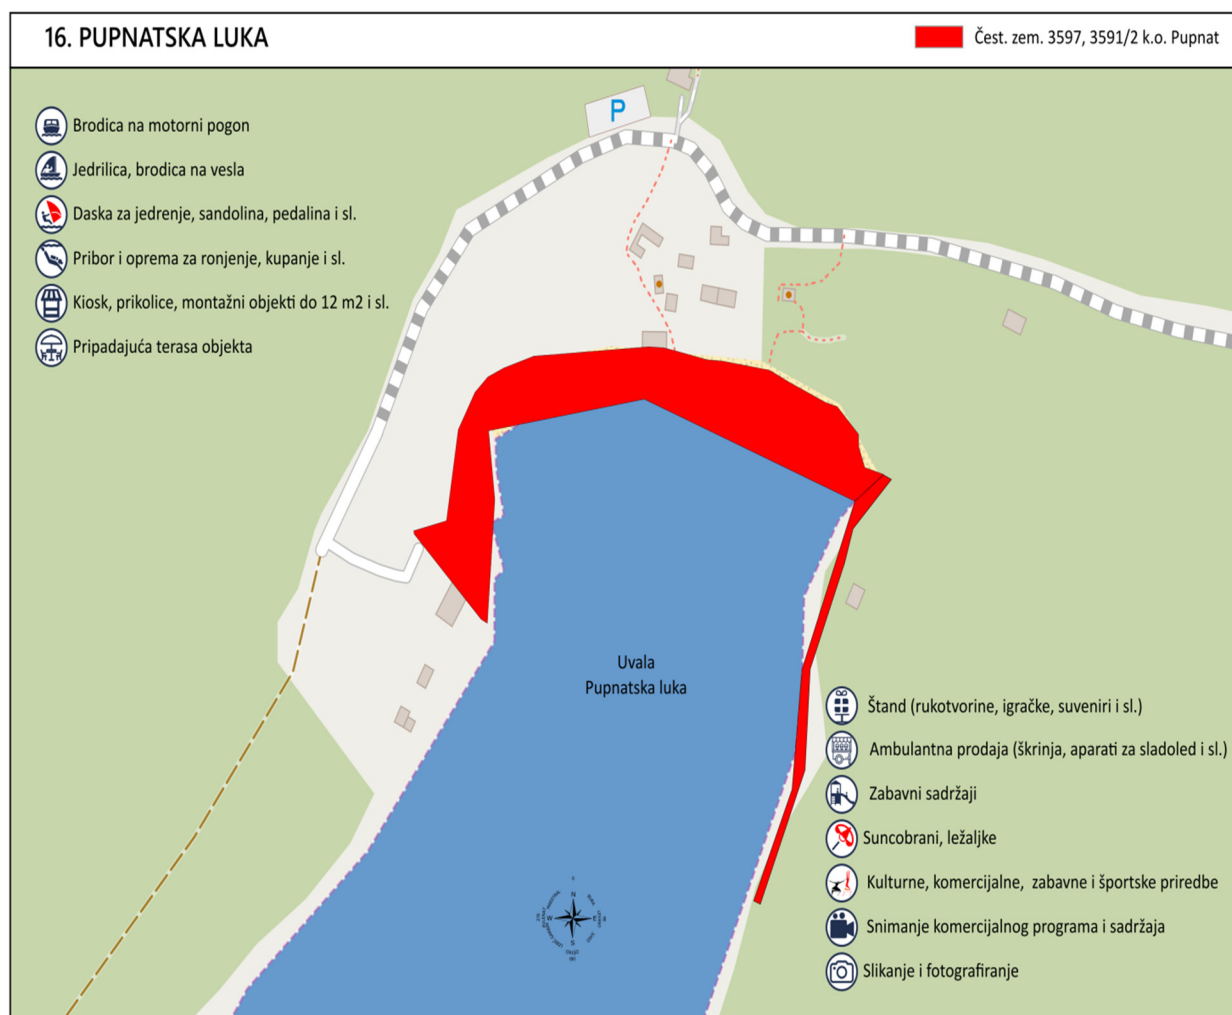 16. PUPNATSKA LUKA
Čest. zem. 3597, 3591/2 k.o. Pupnat
P
Brodica na motorni pogon
Jedrilica, brodica na vesla
Daska za jedrenje, sandolina, pedalina i sl.
Pribor i oprema za ronjenje, kupanje i sl.
Kiosk, prikolice, montažni objekti do 12 m2 i sl.
Pripadajuća terasa objekta
Uvala
Pupnatska luka
Štand (rukotvorine, igračke, suveniri i sl.)
Ambulantna prodaja (škrinja, aparati za sladoled i sl.)
Zabavni sadržaji
Suncobrani, ležaljke
Kulturne, komercijalne, zabavne i športske priredbe
Snimanje komercijalnog programa i sadržaja
Slikanje i fotografiranje
N
W
E
S